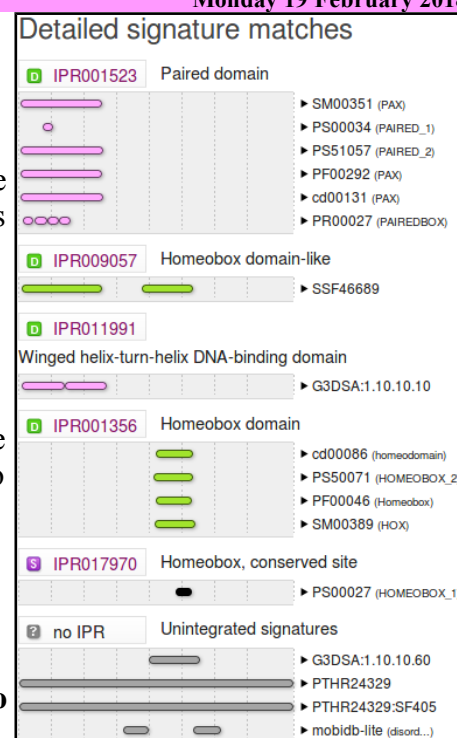 Monday 19 February 201
Detailed signature matches
D IPR001523 Paired domain
SM00351 (PAX)
PS00034 (PAIRED_1)
PS51057 (PAIRED_2)
PF00292 (PAX)
cd00131 (PAX)
PR00027 (PAIREDBOX)
D IPR009057 Homeobox domain-like
SSF46689
D IPR011991
Winged helix-turn-helix DNA-binding domain
G3DSA:1.10.10.10
D IPR001356 Homeobox domain
cd00086 (homeodomain)
PS50071 (HOMEOBOX_2
PF00046 (Homeobox)
SM00389 (HOX)
S IPR017970 Homeobox, conserved site
PS00027 (HOMEOBOX_1
? no IPR Unintegrated signatures
G3DSA:1.10.10.60
PTHR24329
PTHR24329:SF405
mobidb-lite (disord...)